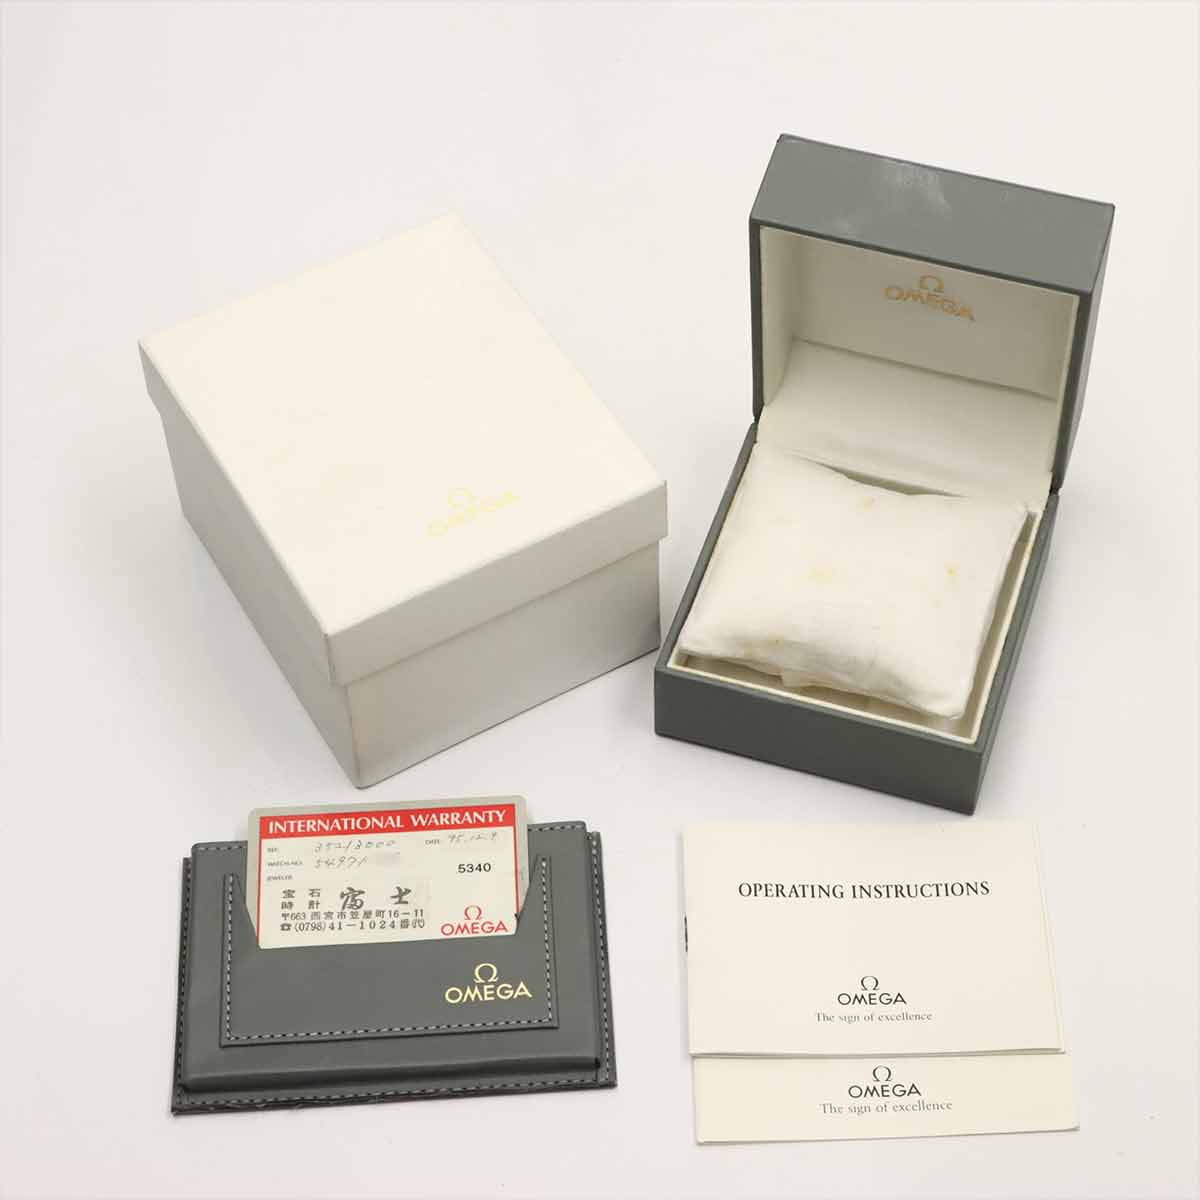 Ω
OMEGA
Ω
OMEGA
INTERNATIONAL WARRANTY
REF. 35213000 DATE: '95.12.9
WATCH NO. 54971
5340
JEWELER
宝石
時計 富士
〒663 西宮市笠屋町16-11
☎(0798)41-1024番㈹
Ω
OMEGA
Ω
OMEGA
OPERATING INSTRUCTIONS
Ω
OMEGA
The sign of excellence
Ω
OMEGA
The sign of excellence